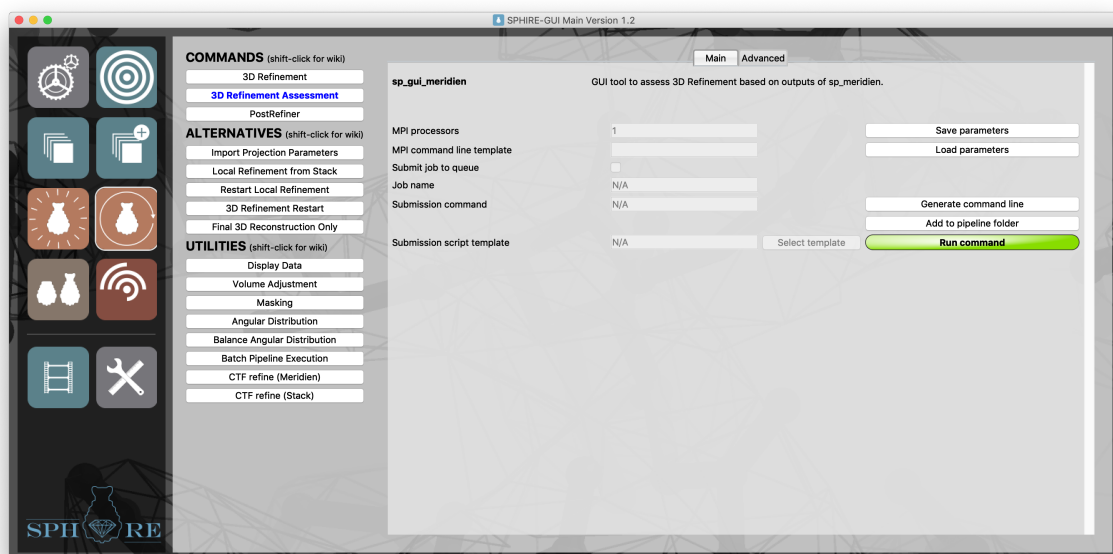 SPHIRE-GUI Main Version 1.2
COMMANDS (shift-click for wiki)
3D Refinement
3D Refinement Assessment
PostRefiner
ALTERNATIVES (shift-click for wiki)
Import Projection Parameters
Local Refinement from Stack
Restart Local Refinement
3D Refinement Restart
Final 3D Reconstruction Only
UTILITIES (shift-click for wiki)
Display Data
Volume Adjustment
Masking
Angular Distribution
Balance Angular Distribution
Batch Pipeline Execution
CTF refine (Meridien)
CTF refine (Stack)
SPHIRE
Main Advanced
sp_gui_meridien GUI tool to assess 3D Refinement based on outputs of sp_meridien.
MPI processors 1 Save parameters
MPI command line template Load parameters
Submit job to queue
Job name N/A
Submission command N/A Generate command line
Add to pipeline folder
Submission script template N/A Select template Run command